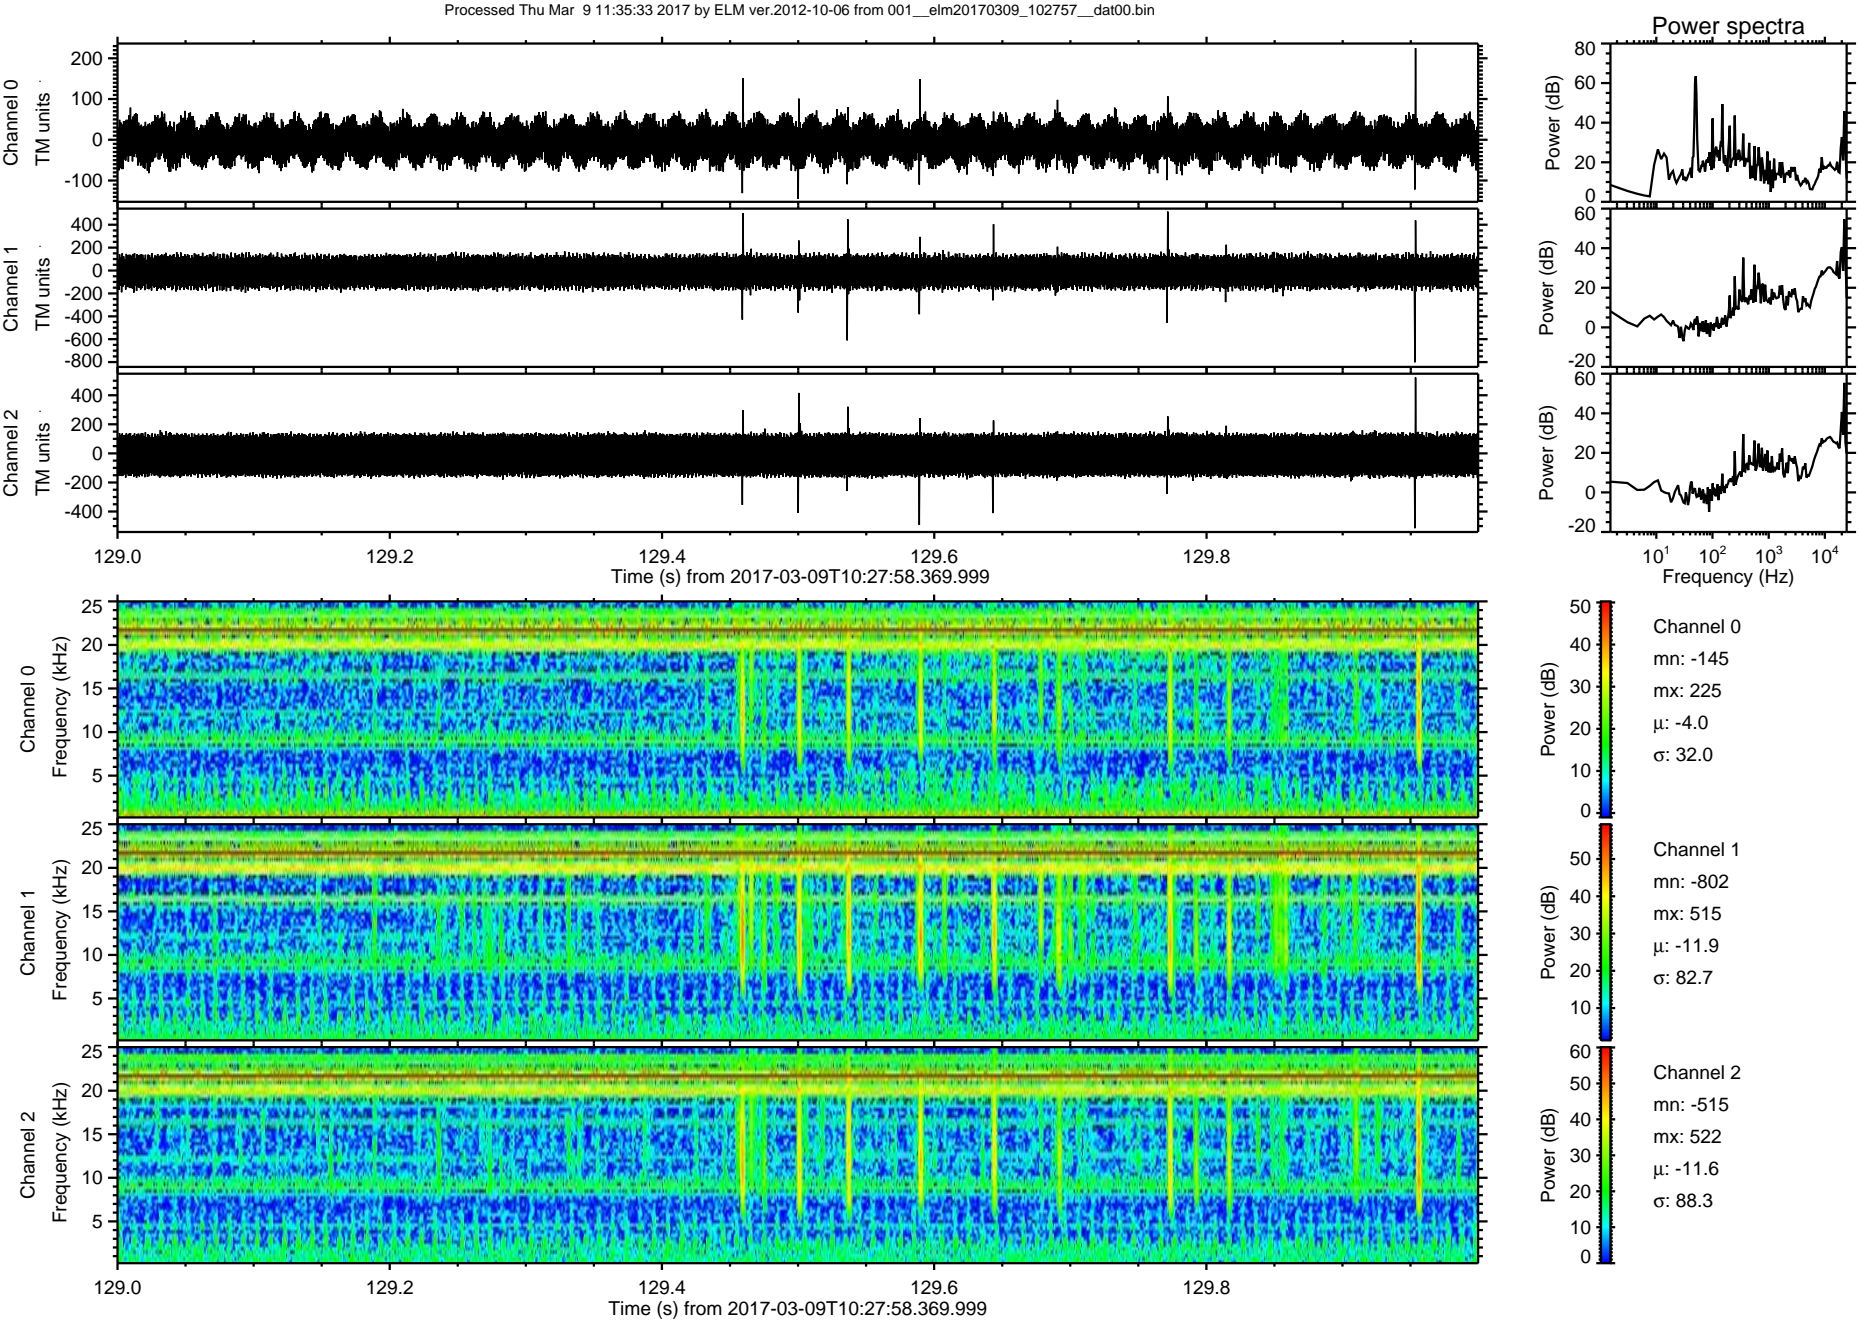 Processed Thu Mar 9 11:35:33 2017 by ELM ver.2012-10-06 from 001__elm20170309_102757__dat00.bin
Power spectra
Channel 0
TM units
200
100
0
-100
Power (dB)
80
60
40
20
0
Channel 1
TM units
400
200
0
-200
-400
-600
-800
Power (dB)
60
40
20
0
-20
Channel 2
TM units
400
200
0
-200
-400
Power (dB)
60
40
20
0
-20
129.0 129.2 129.4 129.6 129.8
Time (s) from 2017-03-09T10:27:58.369.999
10^1 10^2 10^3 10^4
Frequency (Hz)
Channel 0
Frequency (kHz)
25
20
15
10
5
Power (dB)
50
40
30
20
10
0
Channel 0
mn: -145
mx: 225
μ: -4.0
σ: 32.0
Channel 1
Frequency (kHz)
25
20
15
10
5
Power (dB)
50
40
30
20
10
Channel 1
mn: -802
mx: 515
μ: -11.9
σ: 82.7
Channel 2
Frequency (kHz)
25
20
15
10
5
Power (dB)
60
50
40
30
20
10
0
Channel 2
mn: -515
mx: 522
μ: -11.6
σ: 88.3
129.0 129.2 129.4 129.6 129.8
Time (s) from 2017-03-09T10:27:58.369.999